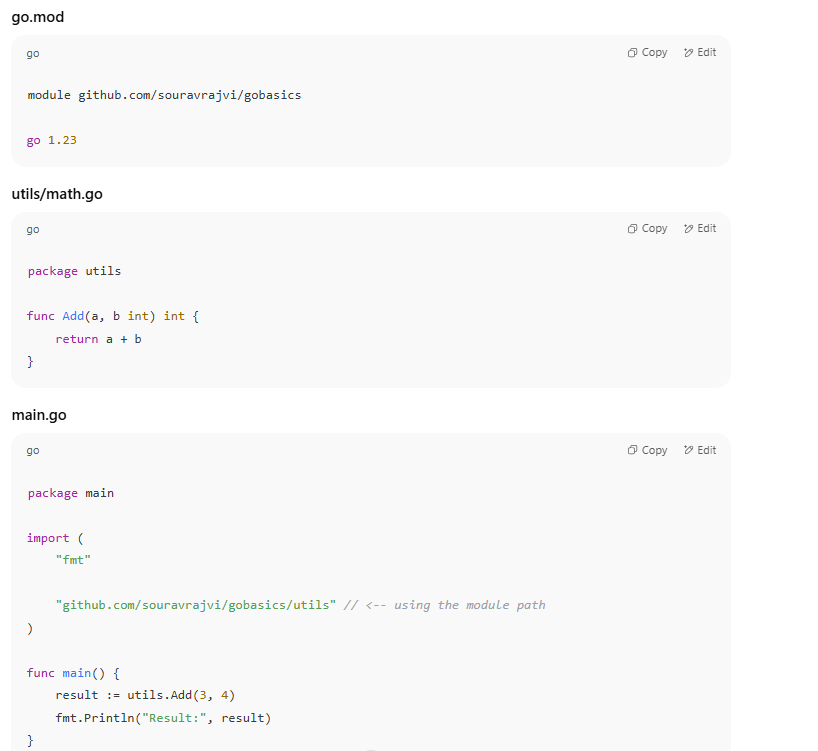 go.mod
go Copy Edit
module github.com/souravrajvi/gobasics
go 1.23
utils/math.go
go Copy Edit
package utils
func Add(a, b int) int {
    return a + b
}
main.go
go Copy Edit
package main
import (
    "fmt"
    "github.com/souravrajvi/gobasics/utils" // <-- using the module path
)
func main() {
    result := utils.Add(3, 4)
    fmt.Println("Result:", result)
}